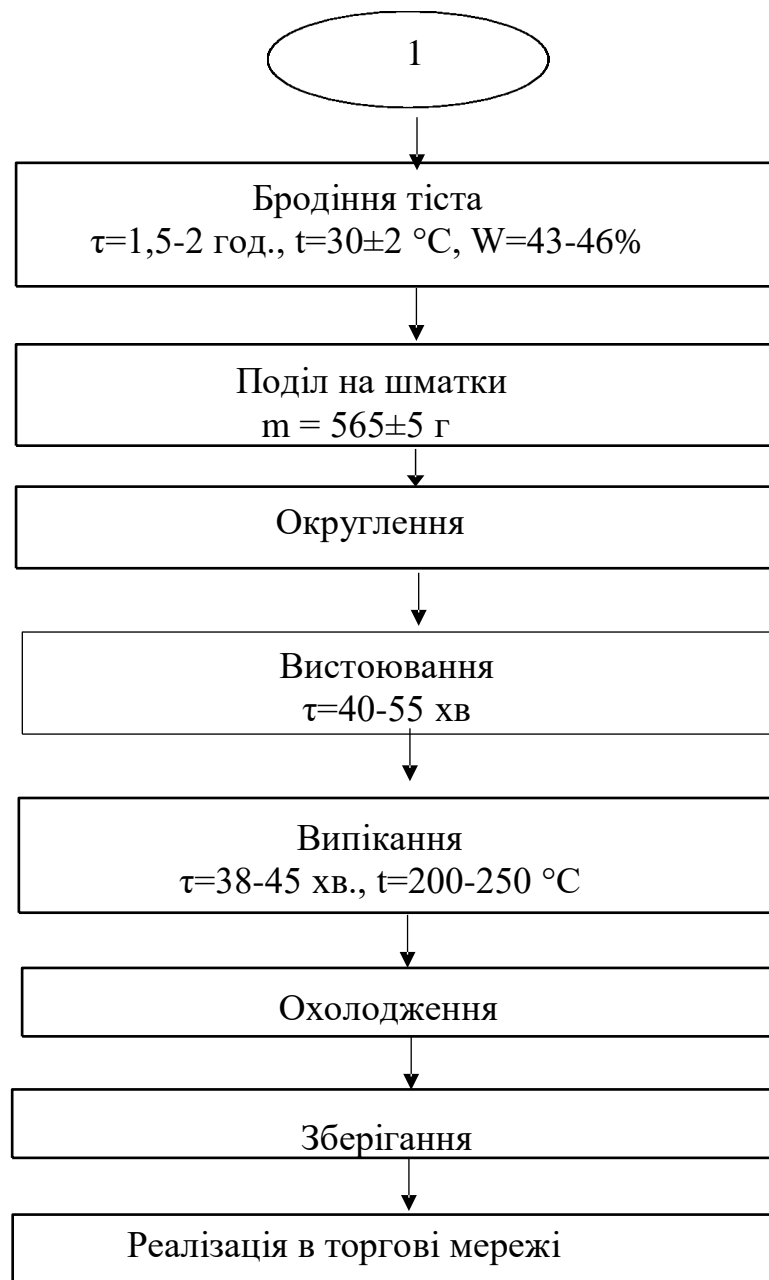 1
Бродіння тіста
τ=1,5-2 год., t=30±2 °C, W=43-46%
Поділ на шматки
m = 565±5 г
Округлення
Вистоювання
τ=40-55 хв
Випікання
τ=38-45 хв., t=200-250 °C
Охолодження
Зберігання
Реалізація в торгові мережі